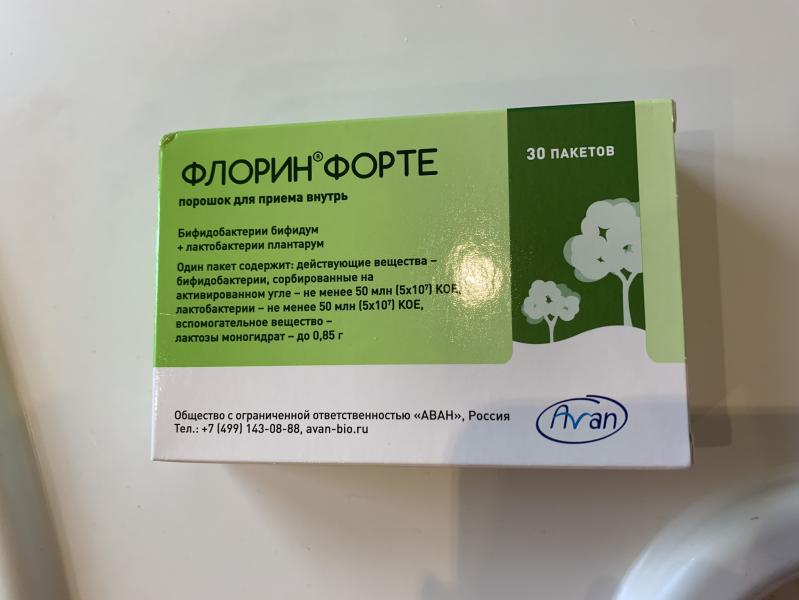 ФЛОРИН® ФОРТЕ
порошок для приема внутрь
Бифидобактерии бифидум
+ лактобактерии плантарум
Один пакет содержит: действующие вещества –
бифидобактерии, сорбированные на
активированном угле – не менее 50 млн (5x10⁷) КОЕ,
лактобактерии – не менее 50 млн (5x10⁷) КОЕ,
вспомогательное вещество –
лактозы моногидрат – до 0,85 г
30 ПАКЕТОВ
Общество с ограниченной ответственностью «АВАН», Россия
Тел.: +7 (499) 143-08-88, avan-bio.ru
Avan